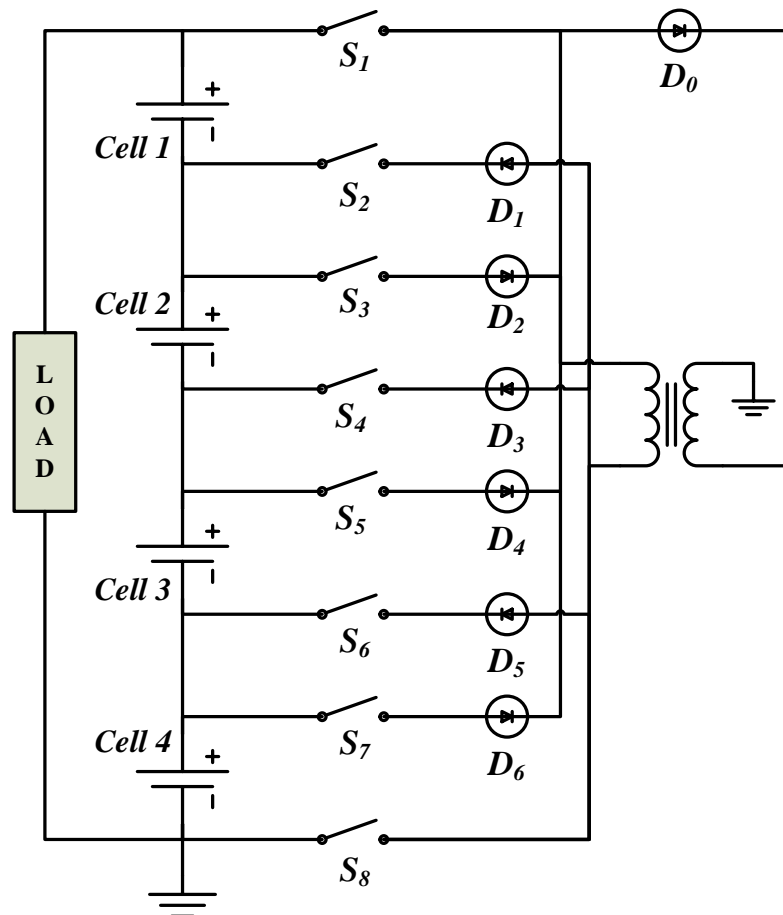 S1
D0
+
Cell 1
−
S2
D1
S3
D2
Cell 2
+
−
S4
D3
LOAD
S5
D4
+
Cell 3
−
S6
D5
Cell 4
+
−
S7
D6
S8